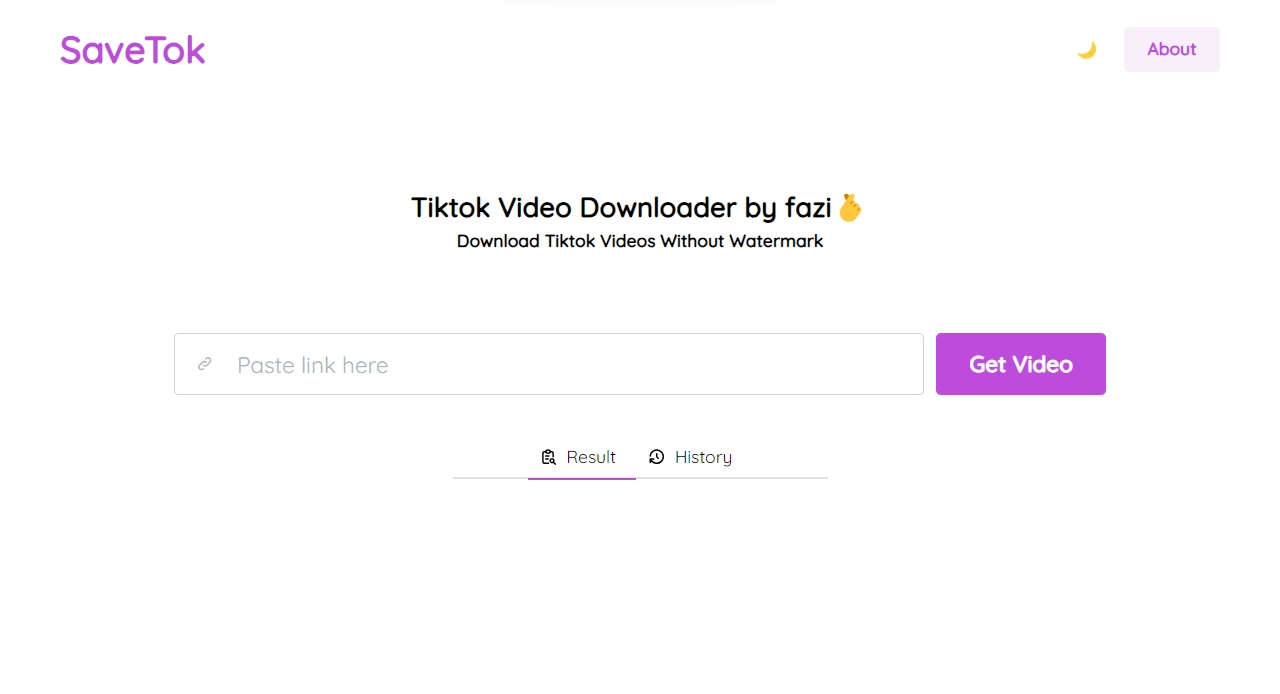 SaveTok
🌙 About
Tiktok Video Downloader by fazi🫰
Download Tiktok Videos Without Watermark
Paste link here
Get Video
Result History